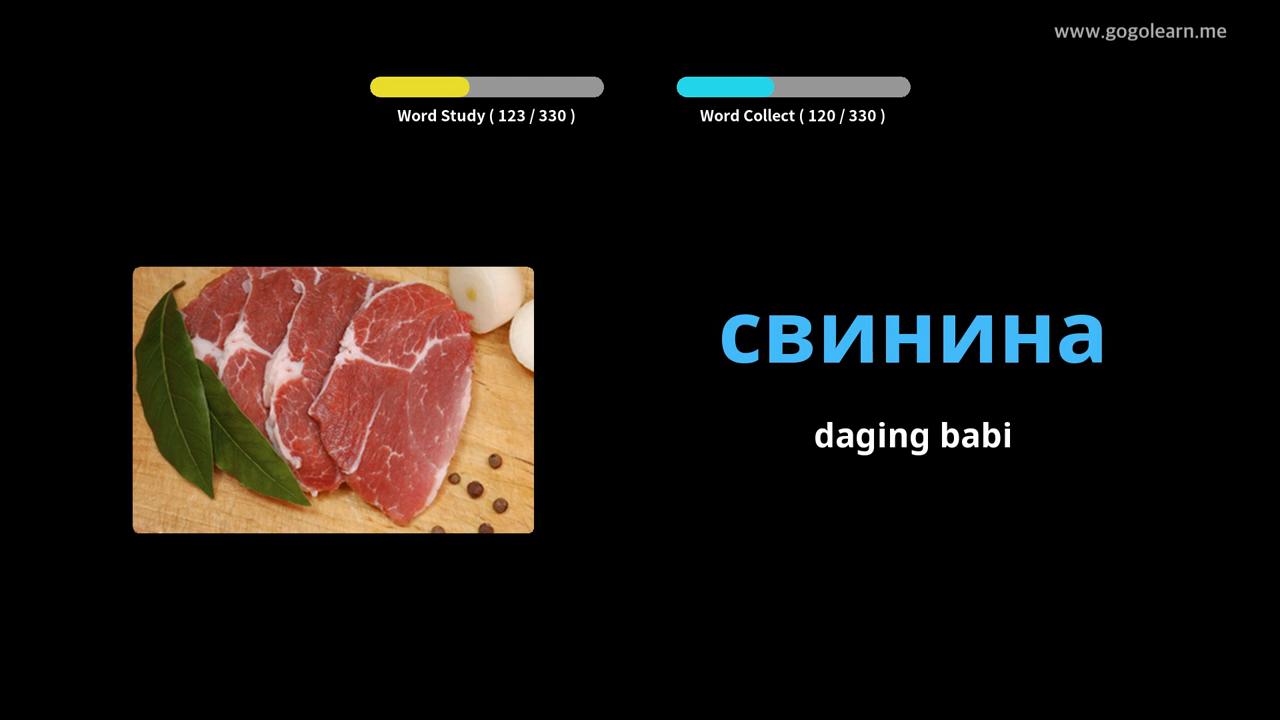 www.gogolearn.me
Word Study ( 123 / 330 )
Word Collect ( 120 / 330 )
свинина
daging babi